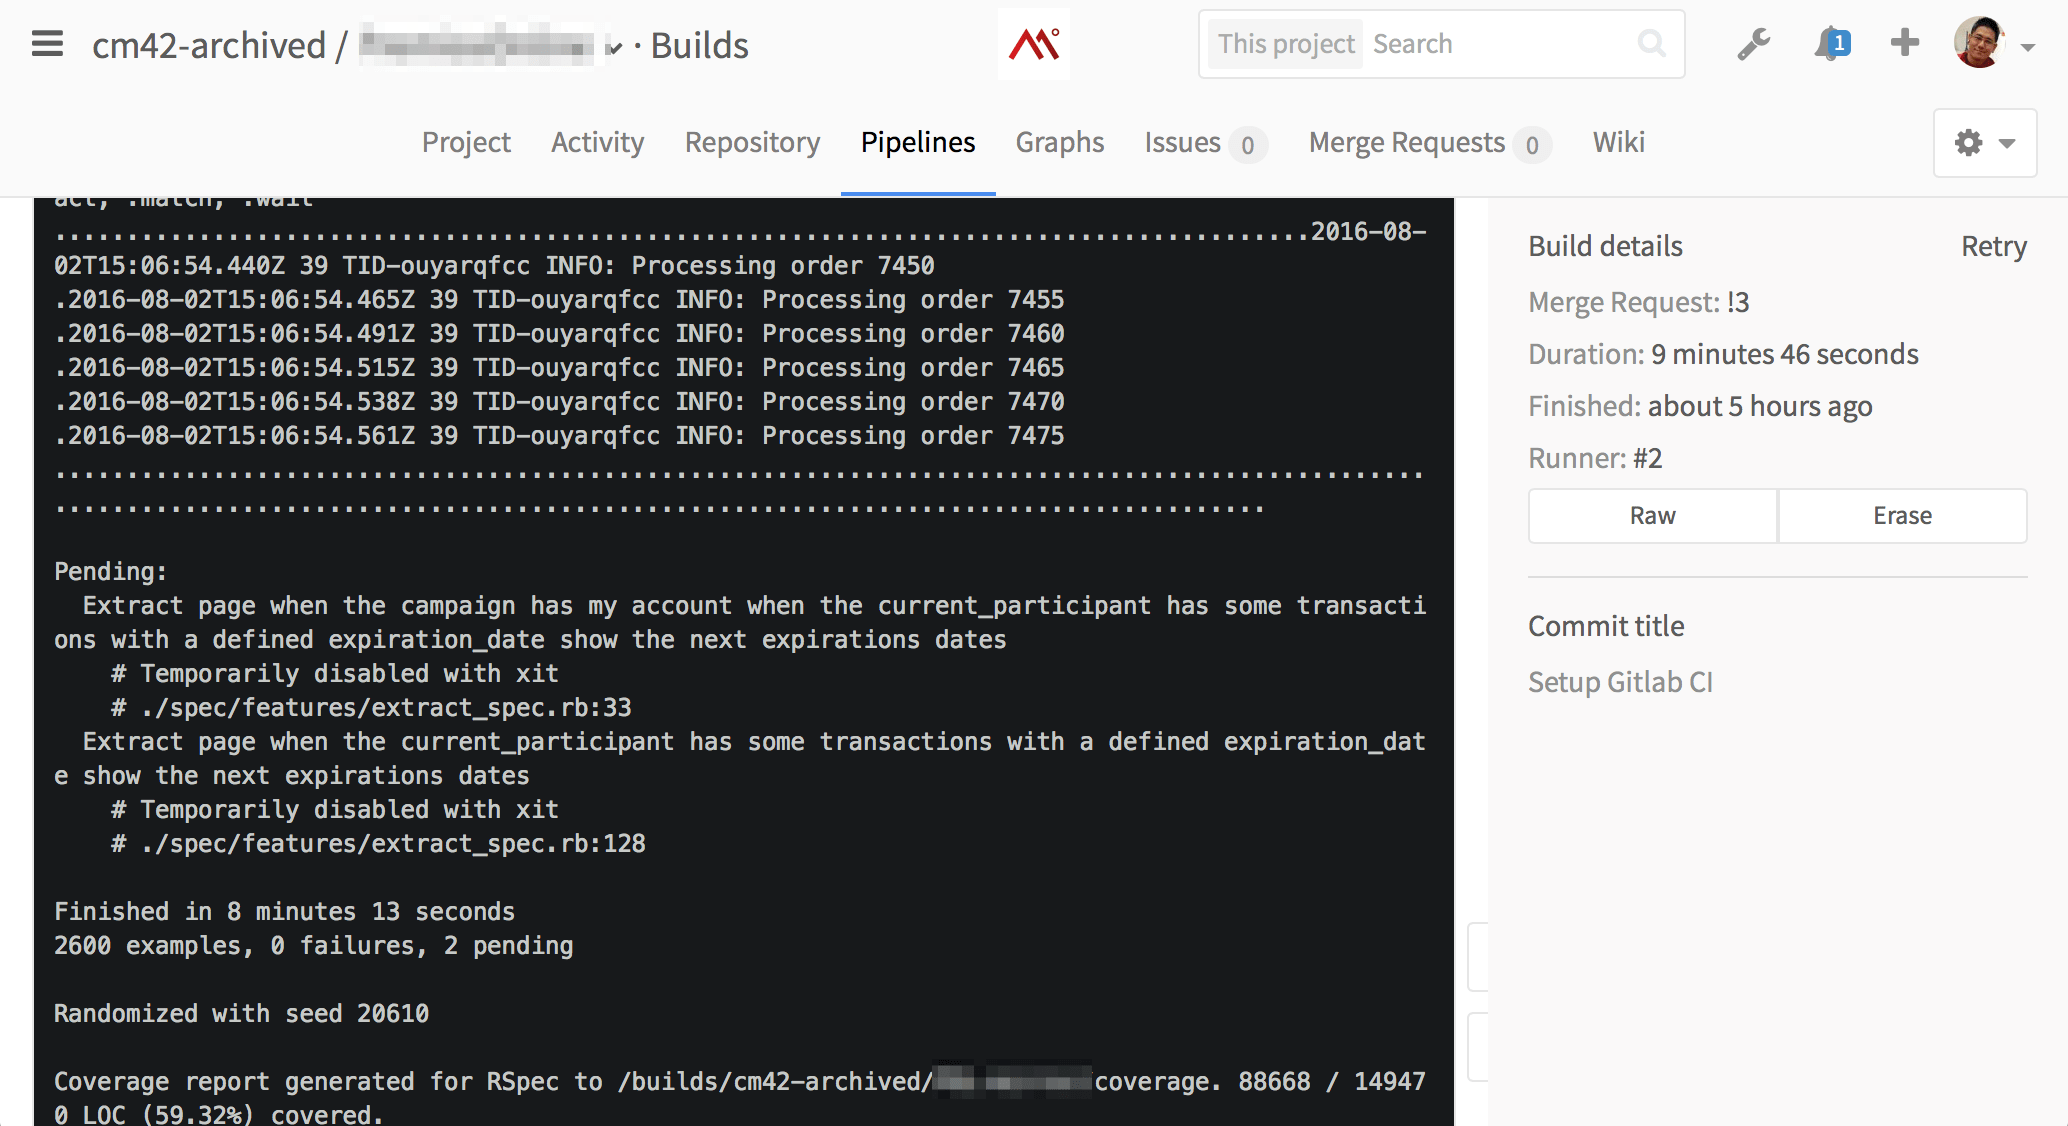 cm42-archived / · Builds
This project Search
1
Project Activity Repository Pipelines Graphs Issues 0 Merge Requests 0 Wiki
act, .match, .wait
.......................................................................................2016-08-
02T15:06:54.440Z 39 TID-ouyarqfcc INFO: Processing order 7450
.2016-08-02T15:06:54.465Z 39 TID-ouyarqfcc INFO: Processing order 7455
.2016-08-02T15:06:54.491Z 39 TID-ouyarqfcc INFO: Processing order 7460
.2016-08-02T15:06:54.515Z 39 TID-ouyarqfcc INFO: Processing order 7465
.2016-08-02T15:06:54.538Z 39 TID-ouyarqfcc INFO: Processing order 7470
.2016-08-02T15:06:54.561Z 39 TID-ouyarqfcc INFO: Processing order 7475
...............................................................................................
....................................................................................
Pending:
Extract page when the campaign has my account when the current_participant has some transacti
ons with a defined expiration_date show the next expirations dates
# Temporarily disabled with xit
# ./spec/features/extract_spec.rb:33
Extract page when the current_participant has some transactions with a defined expiration_dat
e show the next expirations dates
# Temporarily disabled with xit
# ./spec/features/extract_spec.rb:128
Finished in 8 minutes 13 seconds
2600 examples, 0 failures, 2 pending
Randomized with seed 20610
Coverage report generated for RSpec to /builds/cm42-archived/ coverage. 88668 / 14947
0 LOC (59.32%) covered.
Build details Retry
Merge Request: !3
Duration: 9 minutes 46 seconds
Finished: about 5 hours ago
Runner: #2
Raw Erase
Commit title
Setup Gitlab CI